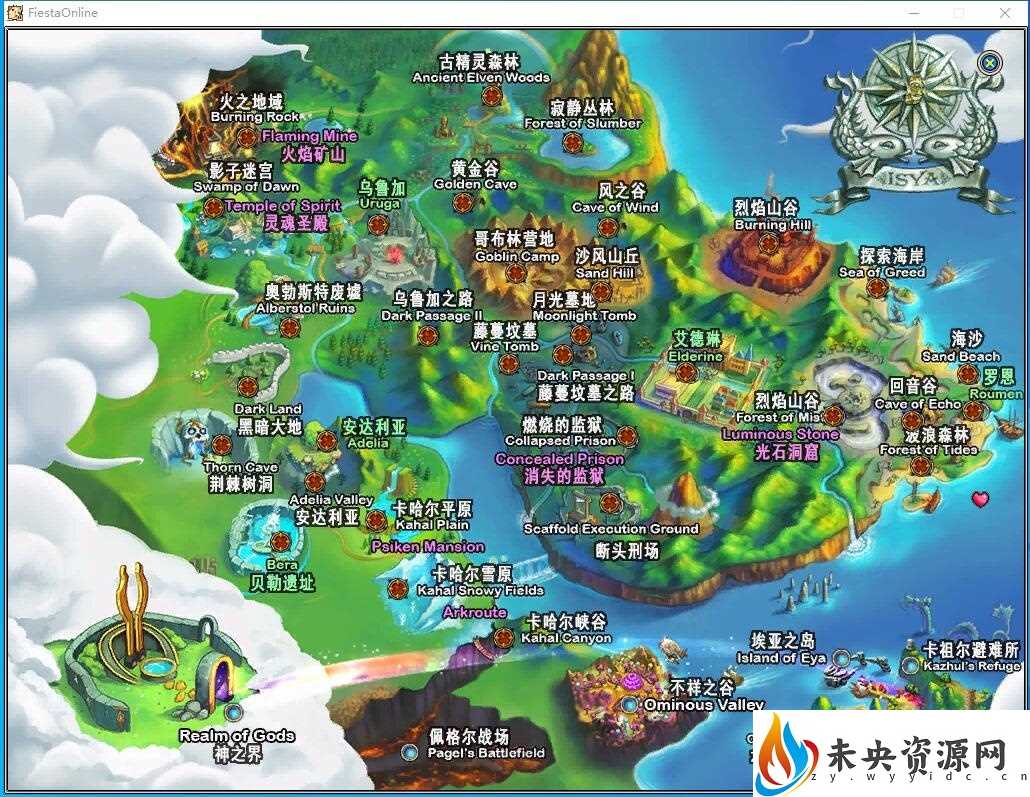 FiestaOnline
古精灵森林
Ancient Elven Woods
火之地域
Burning Rock
寂静丛林
Forest of Slumber
Flaming Mine
火焰矿山
影子迷宫
Swamp of Dawn
黄金谷
Golden Cave
乌鲁加
Uruga
风之谷
Cave of Wind
ISYA
Temple of Spirit
灵魂圣殿
烈焰山谷
Burning Hill
哥布林营地
Goblin Camp
沙风山丘
Sand Hill
探索海岸
Sea of Greed
奥勃斯特废墟
Alberstol Ruins
乌鲁加之路
Dark Passage II
月光墓地
Moonlight Tomb
藤蔓坟墓
Vine Tomb
艾德琳
Elderine
海沙
Sand Beach
Dark Passage I
藤蔓坟墓之路
罗恩
Roumen
回音谷
Cave of Echo
烈焰山谷
Forest of Mist
Dark Land
黑暗大地
安达利亚
Adelia
燃烧的监狱
Collapsed Prison
Luminous Stone
光石洞窟
波浪森林
Forest of Tides
Concealed Prison
消失的监狱
Thorn Cave
荆棘树洞
Adelia Valley
安达利亚
卡哈尔平原
Kahal Plain
Scaffold Execution Ground
断头刑场
Psiken Mansion
Bera
贝勒遗址
卡哈尔雪原
Kahal Snowy Fields
Arkroute
卡哈尔峡谷
Kahal Canyon
埃亚之岛
Island of Eya
卡祖尔避难所
Kazhul's Refuge
不样之谷
Ominous Valley
Realm of Gods
神之界
佩格尔战场
Pagel's Battlefield
未央资源网
zy.wyyidc.cn